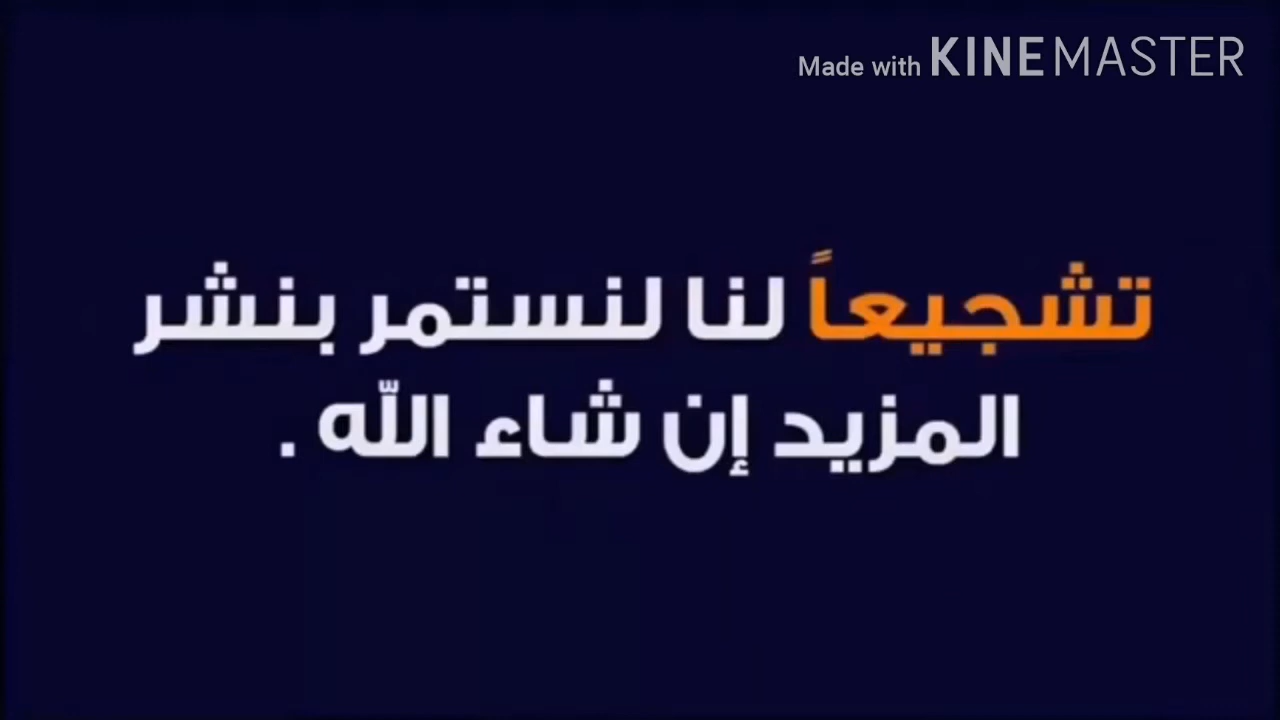 Made with KINEMASTER
تشجيعاً لنا لنستمر بنشر
المزيد إن شاء اللّه .